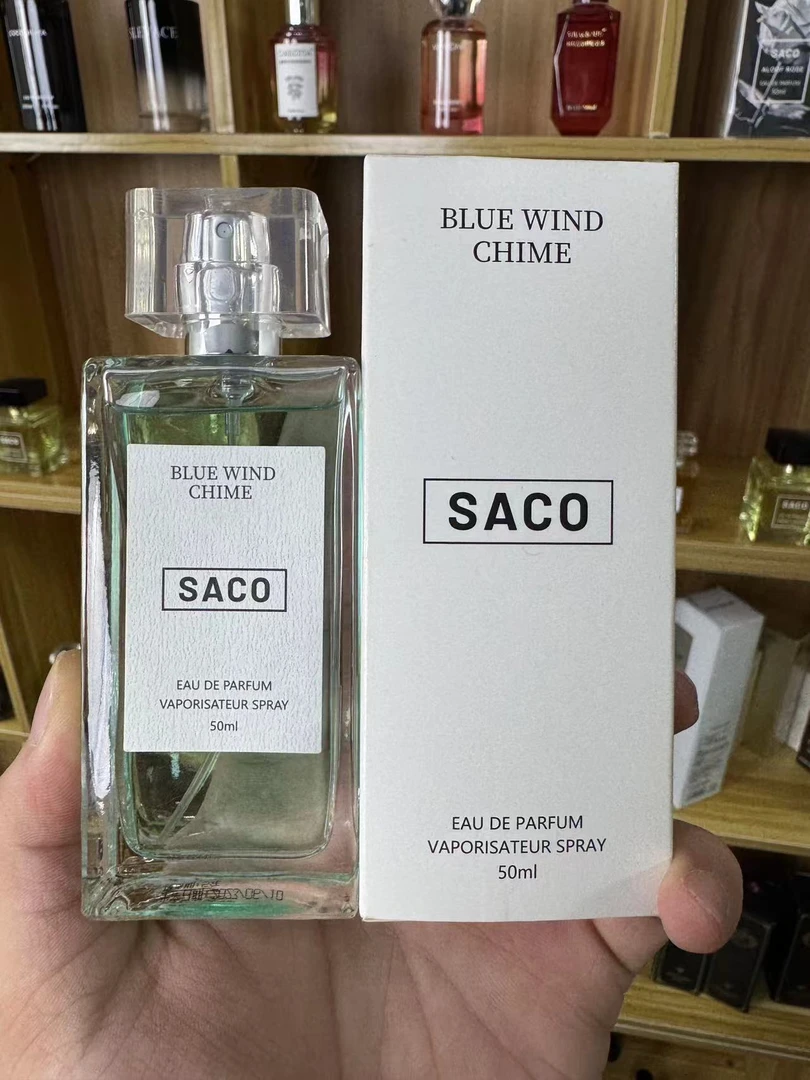 SACO
BLUE WIND
CHIME
SACO
EAU DE PARFUM
VAPORISATEUR SPRAY
50ml
BLUE WIND
CHIME
SACO
EAU DE PARFUM
VAPORISATEUR SPRAY
50ml